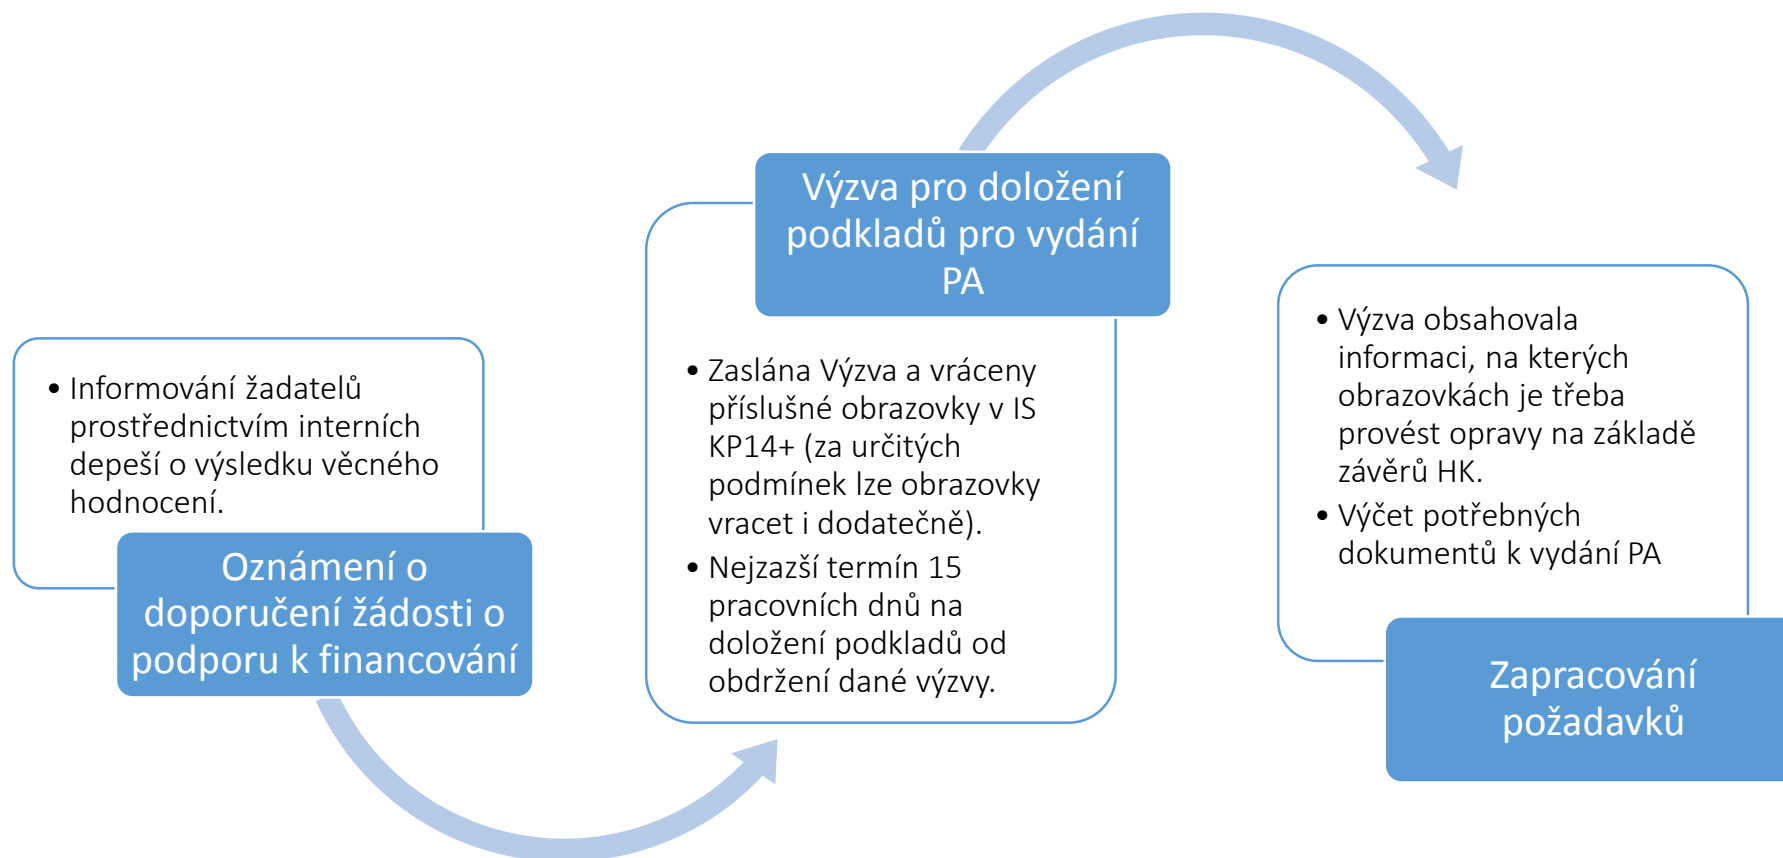 • Informování žadatelů
prostřednictvím interních
depeší o výsledku věcného
hodnocení.
Oznámení o
doporučení žádosti o
podporu k financování
Výzva pro doložení
podkladů pro vydání
PA
• Zaslána Výzva a vráceny
příslušné obrazovky v IS
KP14+ (za určitých
podmínek lze obrazovky
vracet i dodatečně).
• Nejzazší termín 15
pracovních dnů na
doložení podkladů od
obdržení dané výzvy.
• Výzva obsahovala
informaci, na kterých
obrazovkách je třeba
provést opravy na základě
závěrů HK.
• Výčet potřebných
dokumentů k vydání PA
Zapracování
požadavků